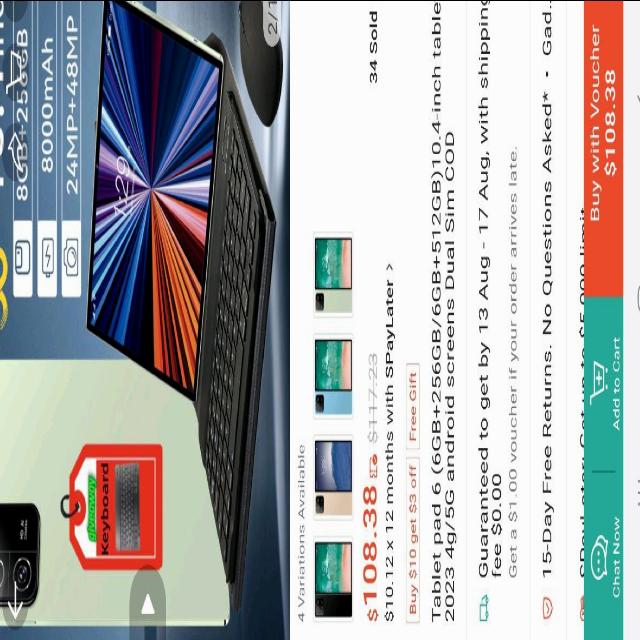 2/1
8GB+256GB
8000mAh
24MP+48MP
7:29
giveaway
Keyboard
4 Variations Available
$108.38 $117.23
34 Sold
$10.12 x 12 months with SPayLater >
Buy $10 get $3 off
Free Gift
Tablet pad 6 (6GB+256GB/6GB+512GB)10.4-inch table
2023 4g/5G android screens Dual Sim COD
Guaranteed to get by 13 Aug - 17 Aug, with shipping
fee $0.00
Get a $1.00 voucher if your order arrives late.
15-Day Free Returns. No Questions Asked* • Gad.
Chat Now
Add to Cart
Buy with Voucher
$108.38